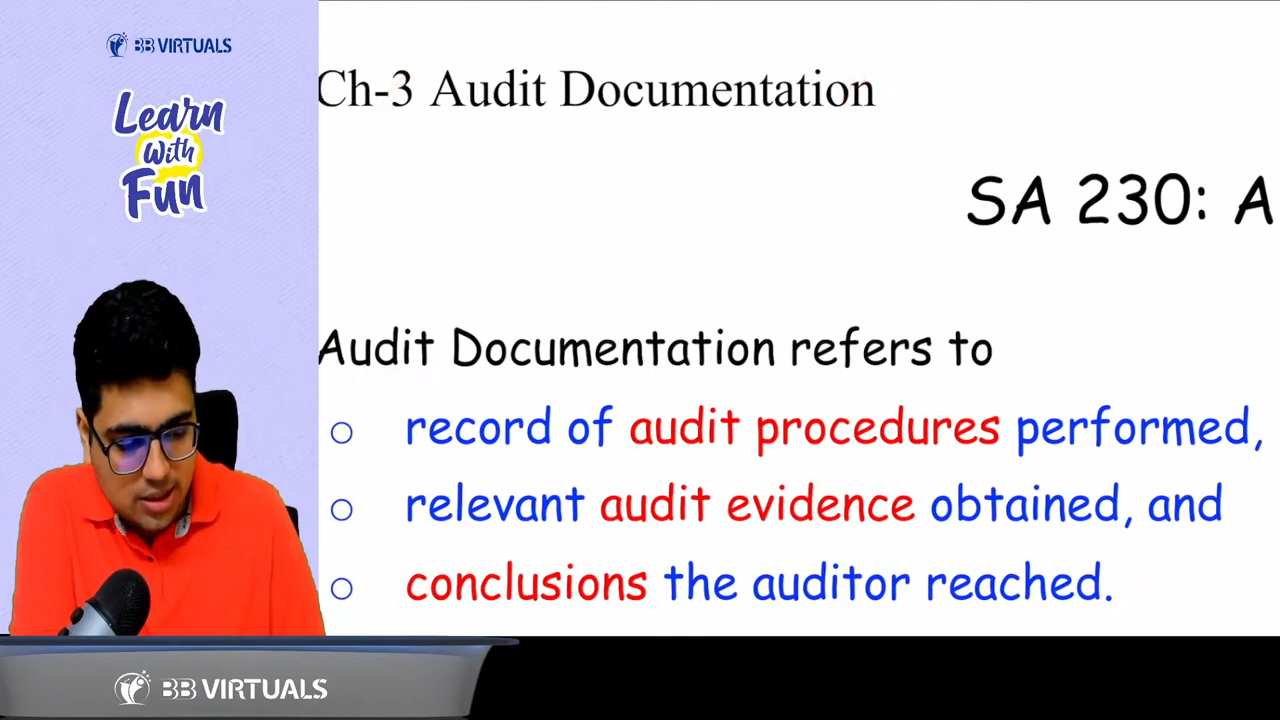 BB VIRTUALS
Learn
With
Fun
Ch-3 Audit Documentation
SA 230: A
Audit Documentation refers to
o record of audit procedures performed,
o relevant audit evidence obtained, and
o conclusions the auditor reached.
BB VIRTUALS